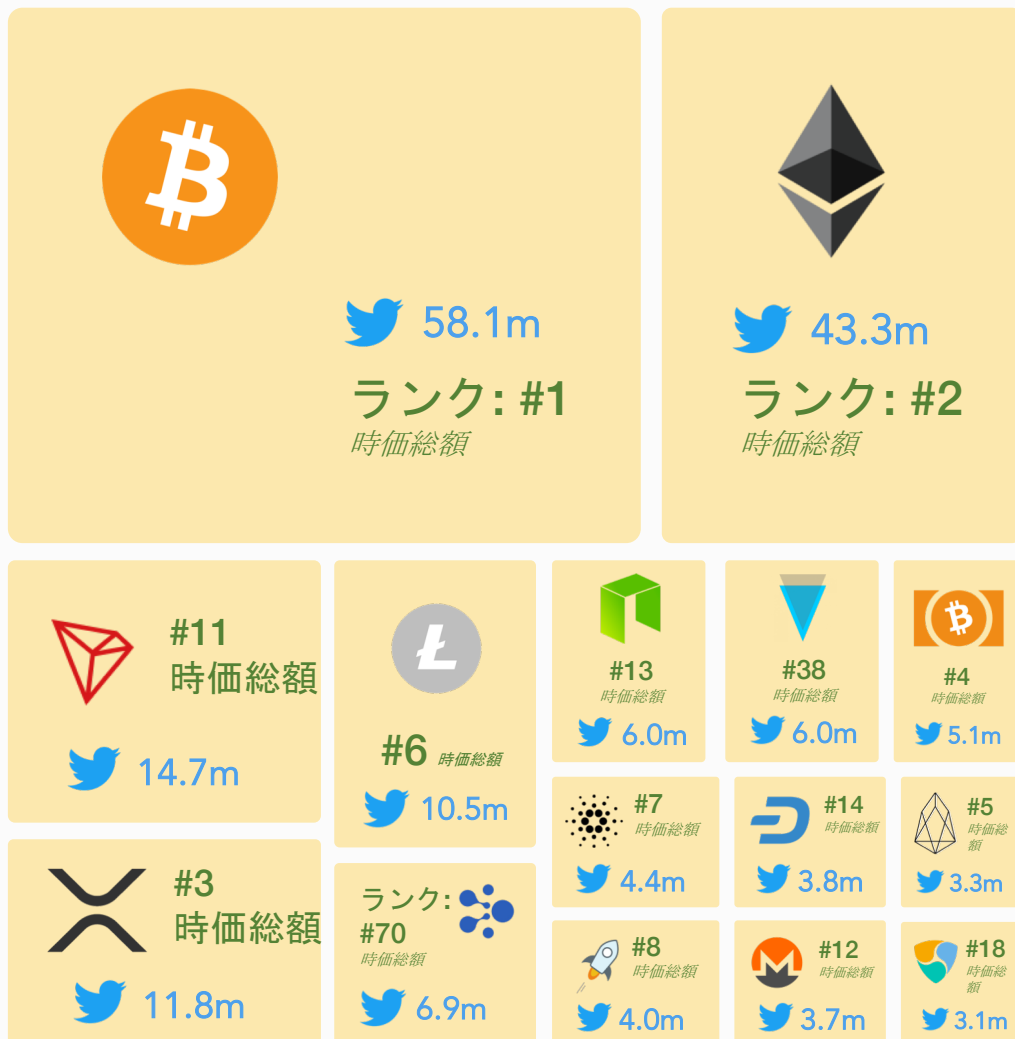 58.1m
ランク: #1
時価総額
43.3m
ランク: #2
時価総額
#11
時価総額
14.7m
#6 時価総額
10.5m
#13
時価総額
6.0m
#38
時価総額
6.0m
#4
時価総額
5.1m
#7
時価総額
4.4m
#14
時価総額
3.8m
#5
時価総
額
3.3m
#3
時価総額
11.8m
ランク:
#70
時価総額
6.9m
#8
時価総額
4.0m
#12
時価総額
3.7m
#18
時価総
額
3.1m